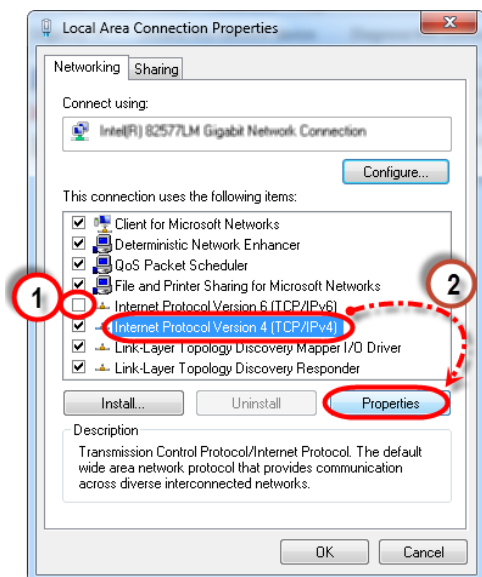 Local Area Connection Properties
Networking Sharing
Connect using:
Intel(R) 82577LM Gigabit Network Connection
Configure...
This connection uses the following items:
Client for Microsoft Networks
Deterministic Network Enhancer
QoS Packet Scheduler
File and Printer Sharing for Microsoft Networks
1
2
Internet Protocol Version 6 (TCP/IPv6)
Internet Protocol Version 4 (TCP/IPv4)
Link-Layer Topology Discovery Mapper I/O Driver
Link-Layer Topology Discovery Responder
Install... Uninstall Properties
Description
Transmission Control Protocol/Internet Protocol. The default
wide area network protocol that provides communication
across diverse interconnected networks.
OK Cancel